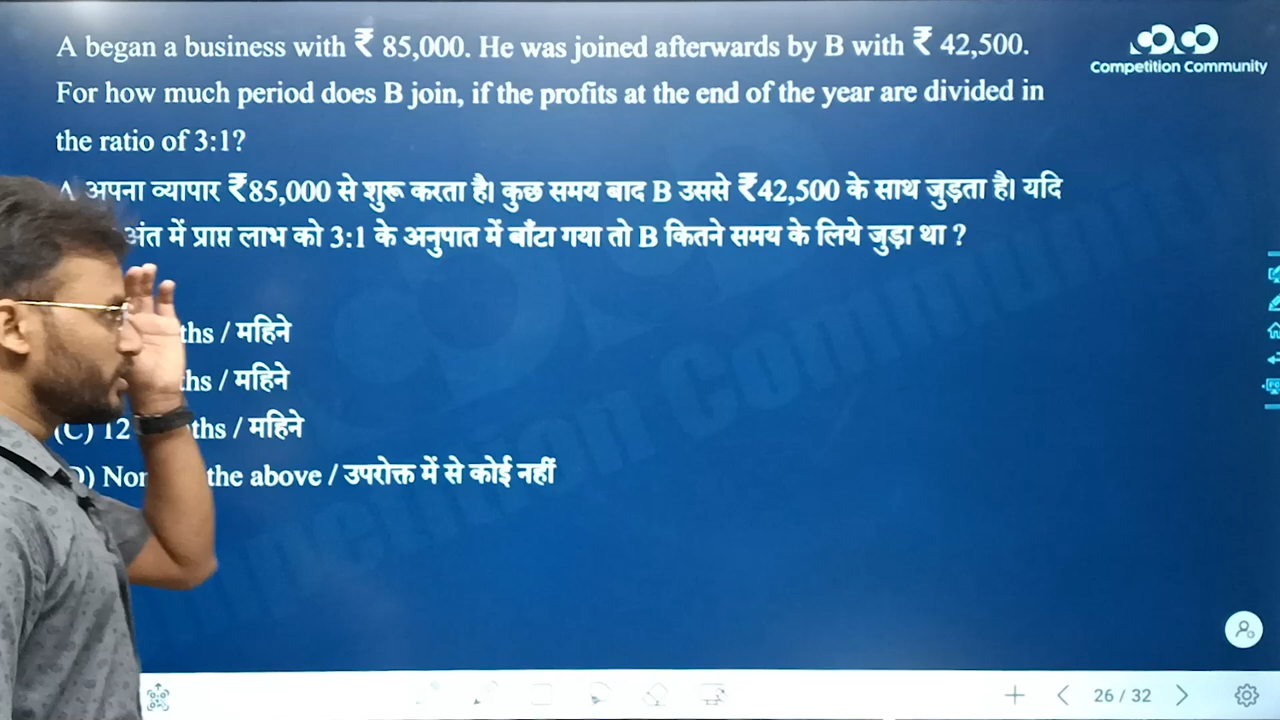 A began a business with ₹ 85,000. He was joined afterwards by B with ₹ 42,500.
For how much period does B join, if the profits at the end of the year are divided in
the ratio of 3:1?
अपना व्यापार ₹85,000 से शुरू करता है। कुछ समय बाद B उससे ₹42,500 के साथ जुड़ता है। यदि
अंत में प्राप्त लाभ को 3:1 के अनुपात में बाँटा गया तो B कितने समय के लिये जुड़ा था ?
ths / महिने
ths / महिने
(C) 12 ths / महिने
D) Non the above / उपरोक्त में से कोई नहीं
Competition Community
Competition Community
26 / 32